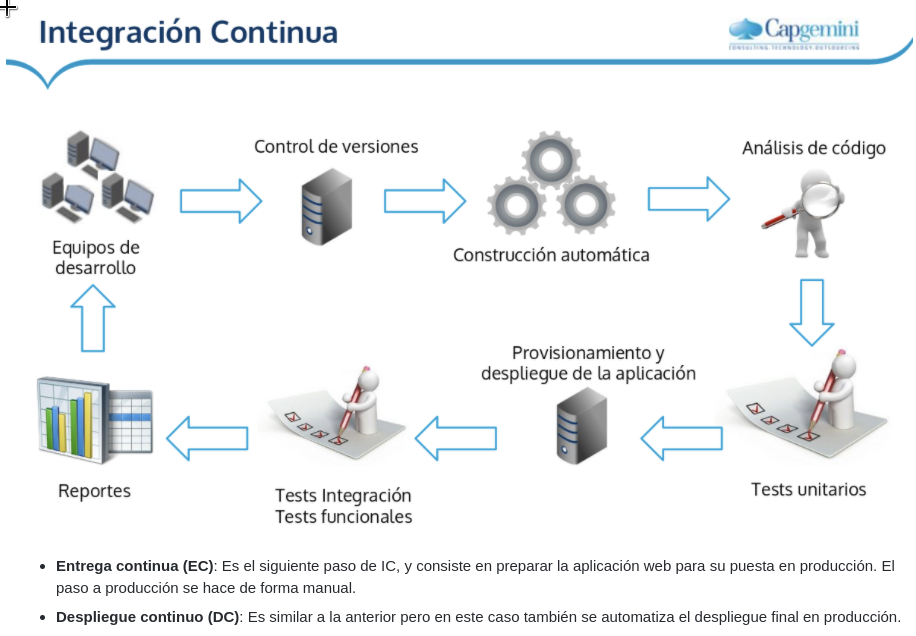 Integración Continua
Capgemini
CONSULTING.TECHNOLOGY.OUTSOURCING
Control de versiones
Análisis de código
Equipos de
desarrollo
Construcción automática
Provisionamiento y
despliegue de la aplicación
Reportes
Tests Integración
Tests funcionales
Tests unitarios
• Entrega continua (EC): Es el siguiente paso de IC, y consiste en preparar la aplicación web para su puesta en producción. El
paso a producción se hace de forma manual.
• Despliegue continuo (DC): Es similar a la anterior pero en este caso también se automatiza el despliegue final en producción.